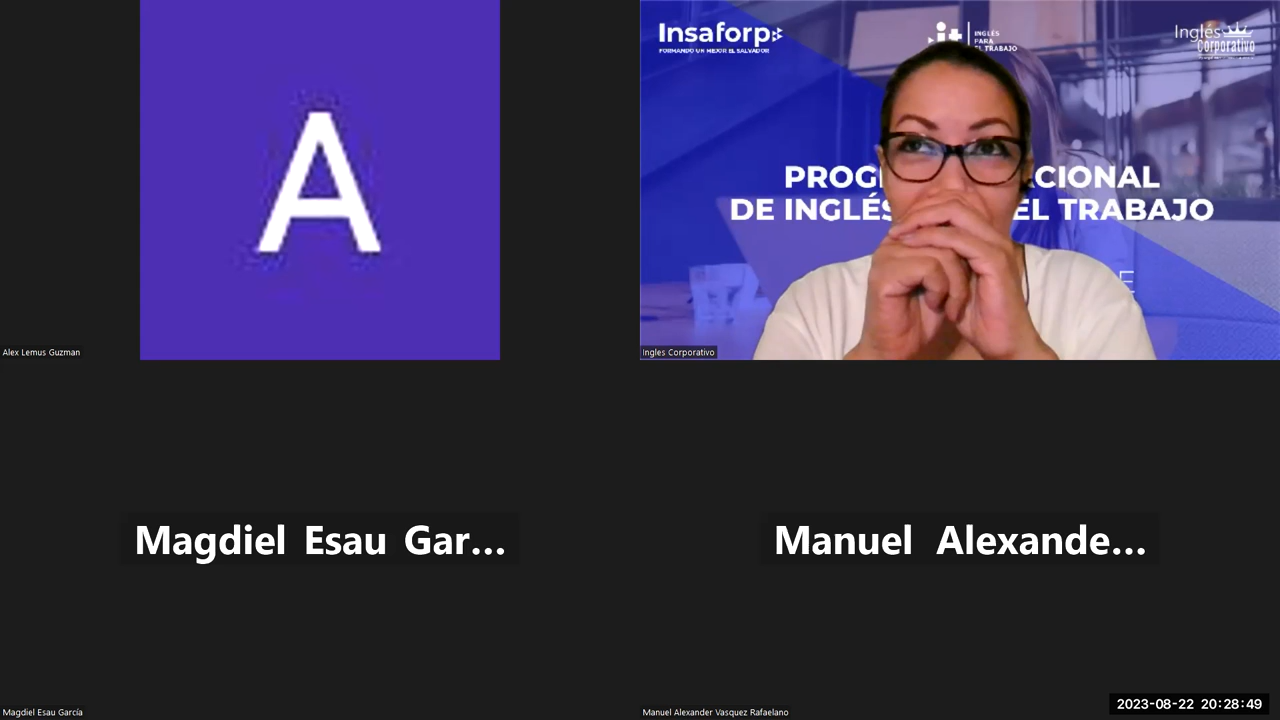 A
Alex Lemus Guzman
Insaforp
FORMANDO UN MEJOR EL SALVADOR
INGLÉS
PARA
EL TRABAJO
Inglés
Corporativo
PROG CIONAL
DE INGLÉS EL TRABAJO
E
Ingles Corporativo
Magdiel Esau Gar...
Manuel Alexande...
Magdiel Esau García
Manuel Alexander Vasquez Rafaelano
2023-08-22 20:28:49